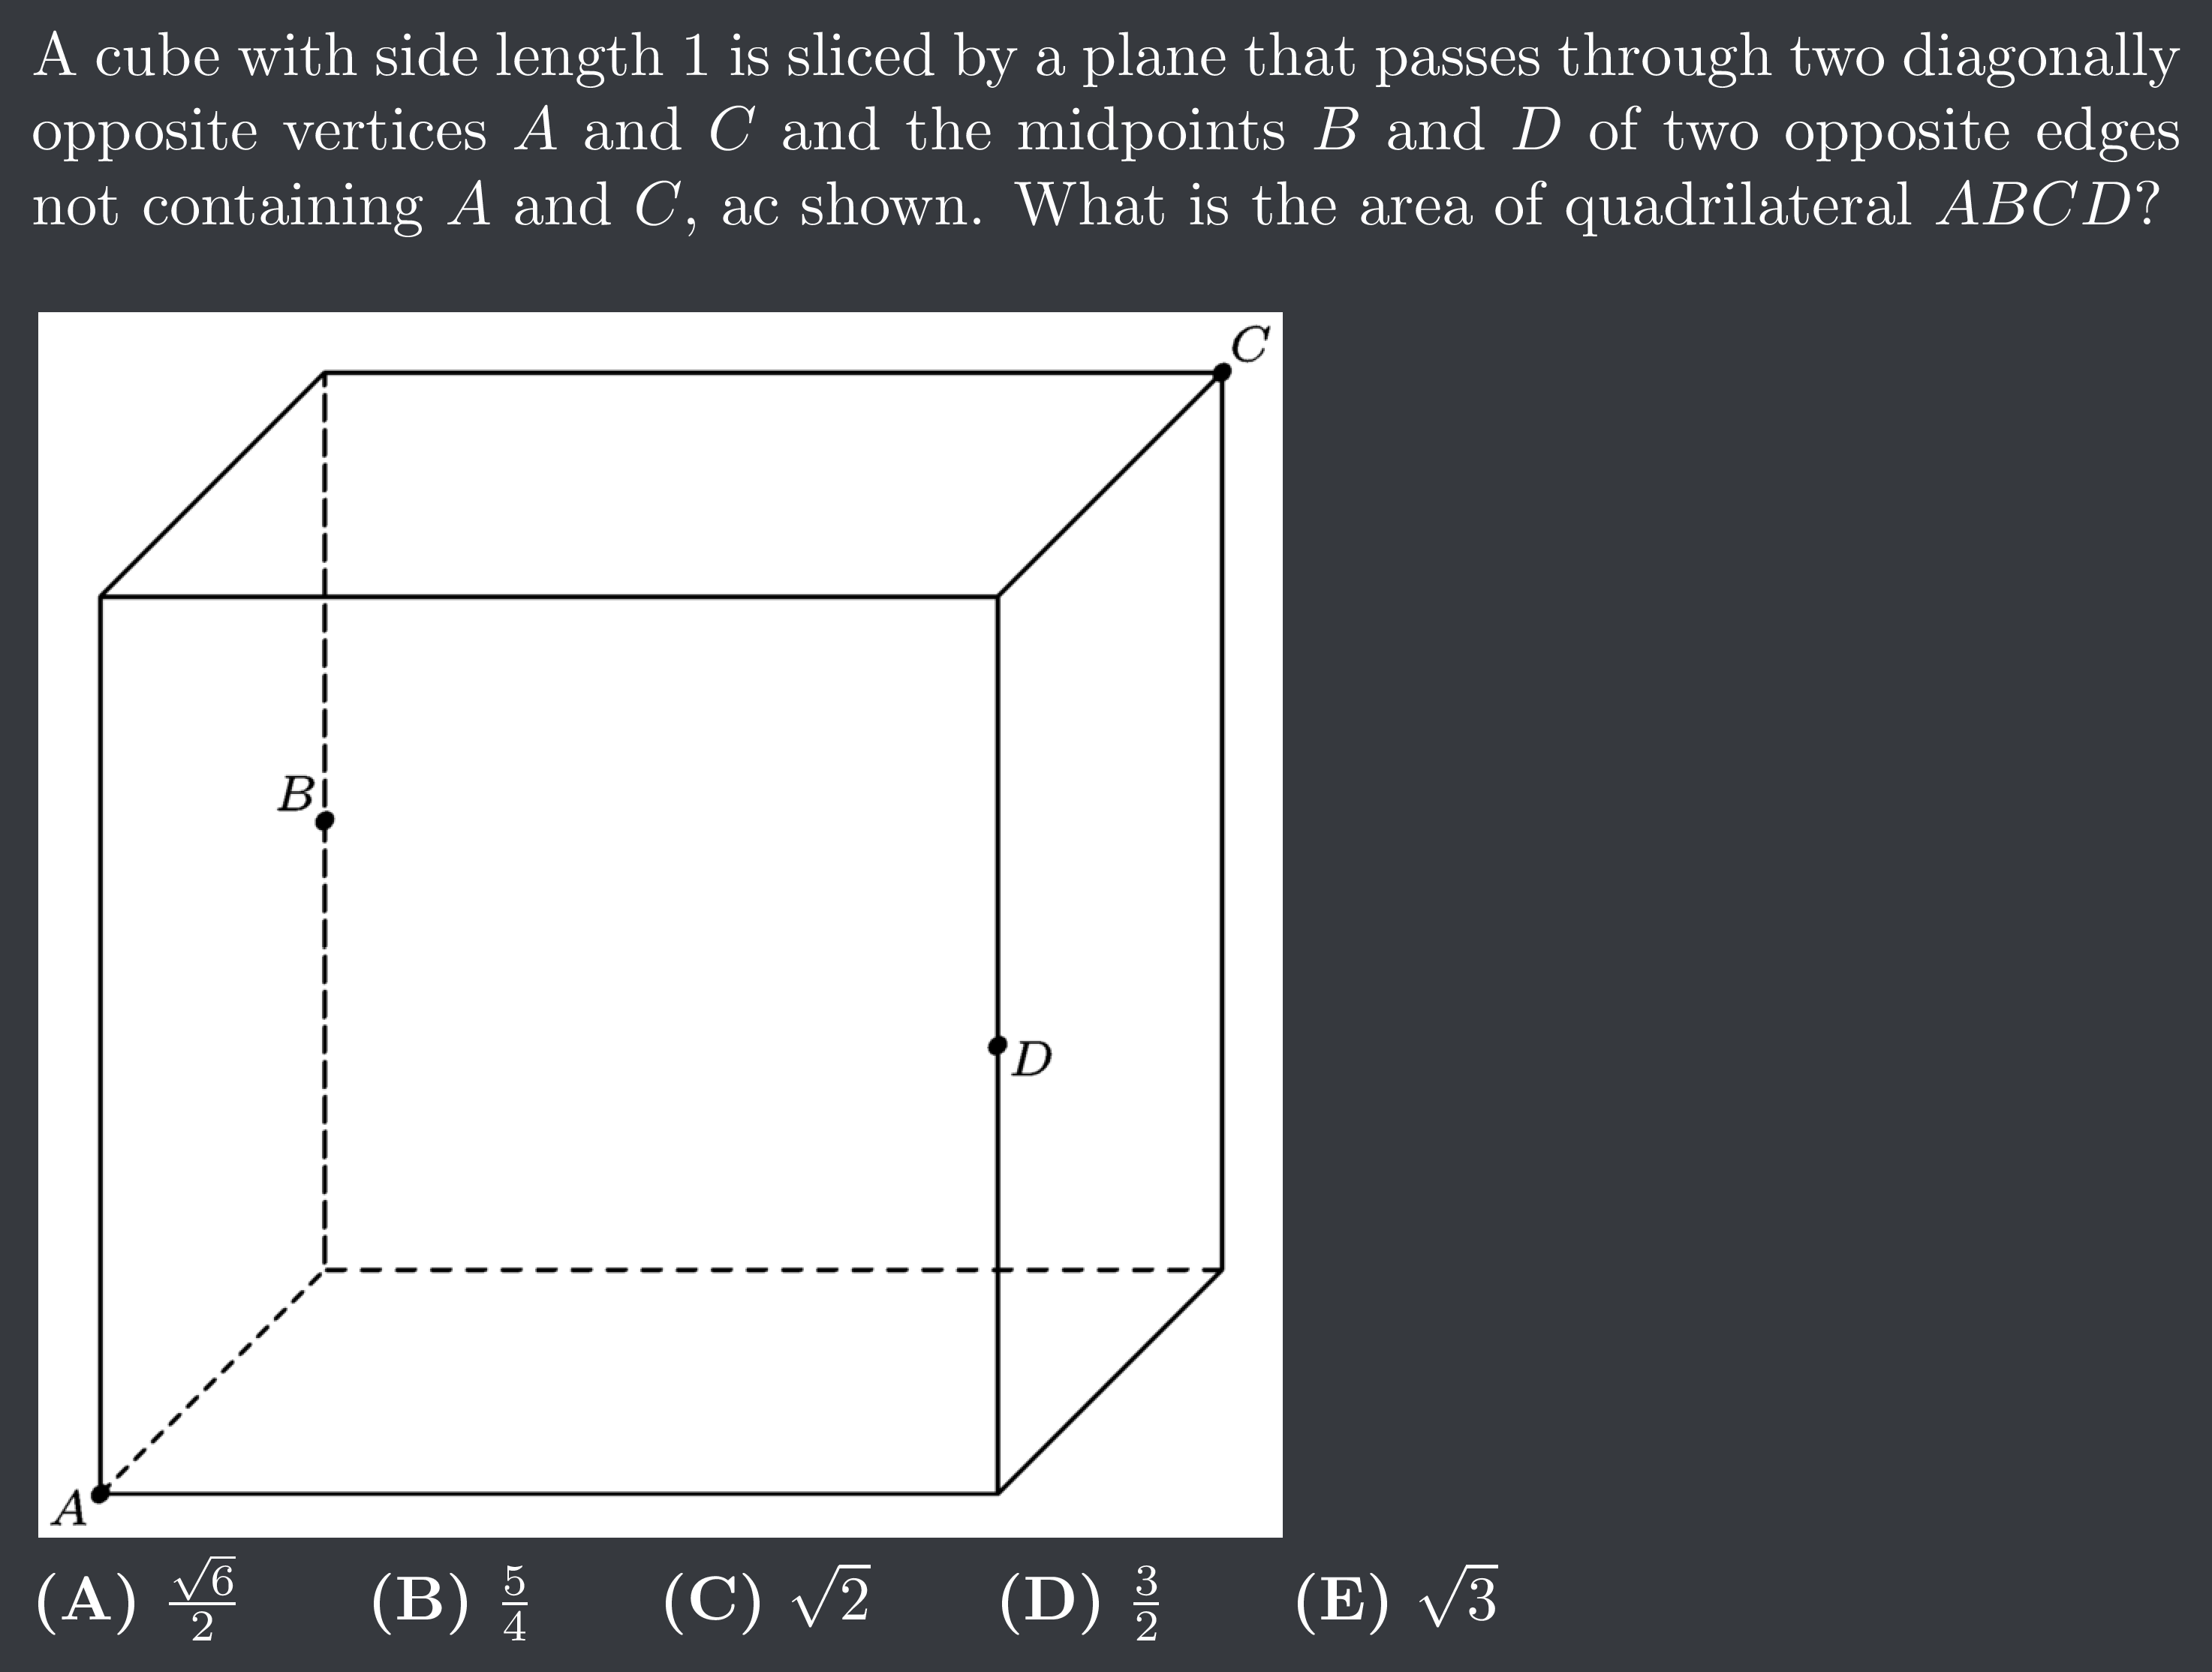 A cube with side length 1 is sliced by a plane that passes through two diagonally
opposite vertices A and C and the midpoints B and D of two opposite edges
not containing A and C, ac shown. What is the area of quadrilateral ABCD?
C
B
D
A
(A) √6/2 (B) 5/4 (C) √2 (D) 3/2 (E) √3